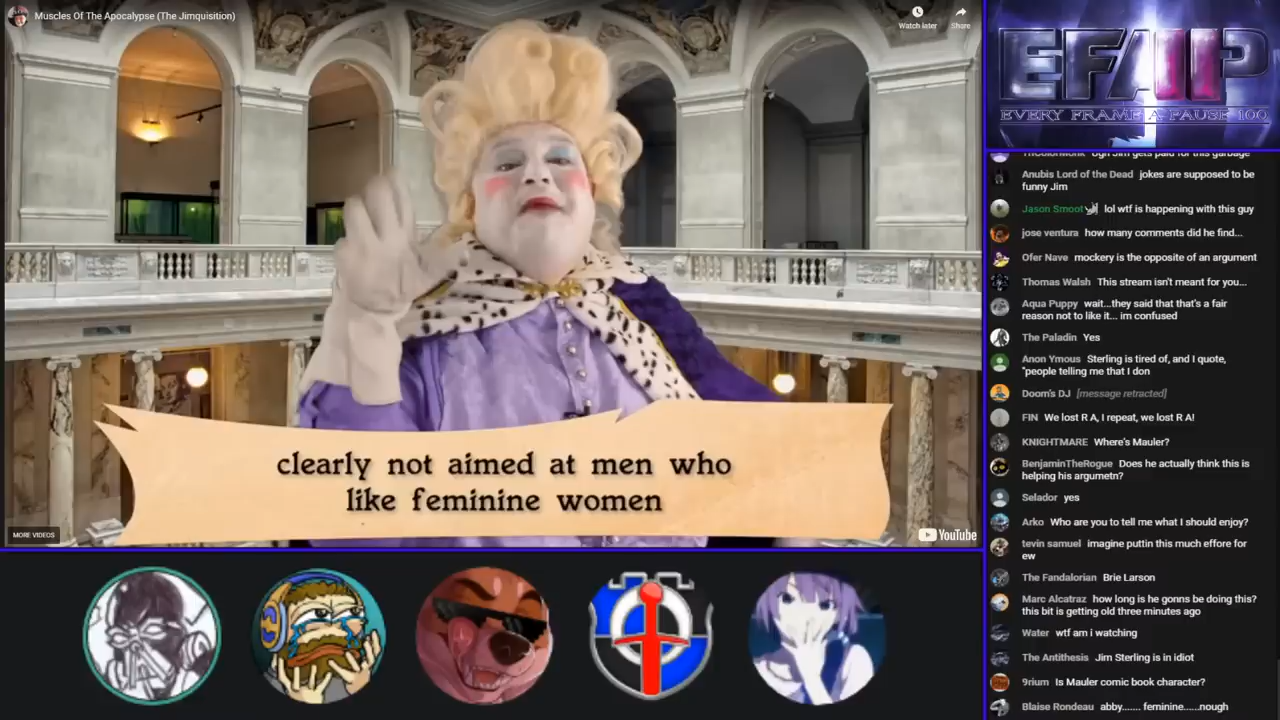 Muscles Of The Apocalypse (The Jimquisition)
Watch later
Share
clearly not aimed at men who
like feminine women
MORE VIDEOS
YouTube
EFAP
EVERY FRAME A PAUSE 100
Ugh Jim gets paid for this garbage
Anubis Lord of the Dead jokes are supposed to be
funny Jim
Jason Smoot lol wtf is happening with this guy
jose ventura how many comments did he find...
Ofer Nave mockery is the opposite of an argument
Thomas Walsh This stream isn't meant for you...
Aqua Puppy wait...they said that that's a fair
reason not to like it... im confused
The Paladin Yes
Anon Ymous Sterling is tired of, and I quote,
"people telling me that I don
Doom's DJ [message retracted]
FIN We lost R A, I repeat, we lost R A!
KNIGHTMARE Where's Mauler?
BenjaminTheRogue Does he actually think this is
helping his argumetn?
Selador yes
Arko Who are you to tell me what I should enjoy?
tevin samuel imagine puttin this much effore for
ew
The Fandalorian Brie Larson
Marc Alcatraz how long is he gonns be doing this?
this bit is getting old three minutes ago
Water wtf am i watching
The Antithesis Jim Sterling is in idiot
9rium Is Mauler comic book character?
Blaise Rondeau abby....... feminine......nough